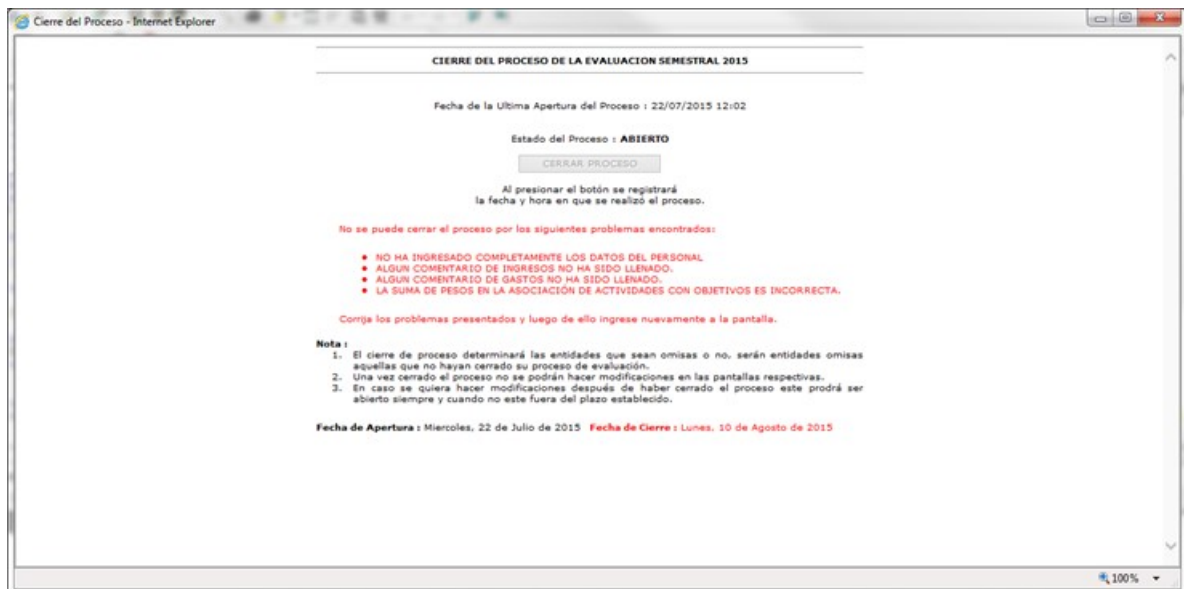 Cierre del Proceso - Internet Explorer
CIERRE DEL PROCESO DE LA EVALUACION SEMESTRAL 2015
Fecha de la Ultima Apertura del Proceso : 22/07/2015 12:02
Estado del Proceso : ABIERTO
CERRAR PROCESO
Al presionar el botón se registrará
la fecha y hora en que se realizó el proceso.
No se puede cerrar el proceso por los siguientes problemas encontrados:
• NO HA INGRESADO COMPLETAMENTE LOS DATOS DEL PERSONAL
• ALGUN COMENTARIO DE INGRESOS NO HA SIDO LLENADO.
• ALGUN COMENTARIO DE GASTOS NO HA SIDO LLENADO.
• LA SUMA DE PESOS EN LA ASOCIACIÓN DE ACTIVIDADES CON OBJETIVOS ES INCORRECTA.
Corrija los problemas presentados y luego de ello ingrese nuevamente a la pantalla.
Nota :
1. El cierre de proceso determinará las entidades que sean omisas o no, serán entidades omisas
aquellas que no hayan cerrado su proceso de evaluación.
2. Una vez cerrado el proceso no se podrán hacer modificaciones en las pantallas respectivas.
3. En caso se quiera hacer modificaciones después de haber cerrado el proceso este prodrá ser
abierto siempre y cuando no este fuera del plazo establecido.
Fecha de Apertura : Miercoles, 22 de Julio de 2015 Fecha de Cierre : Lunes, 10 de Agosto de 2015
100%